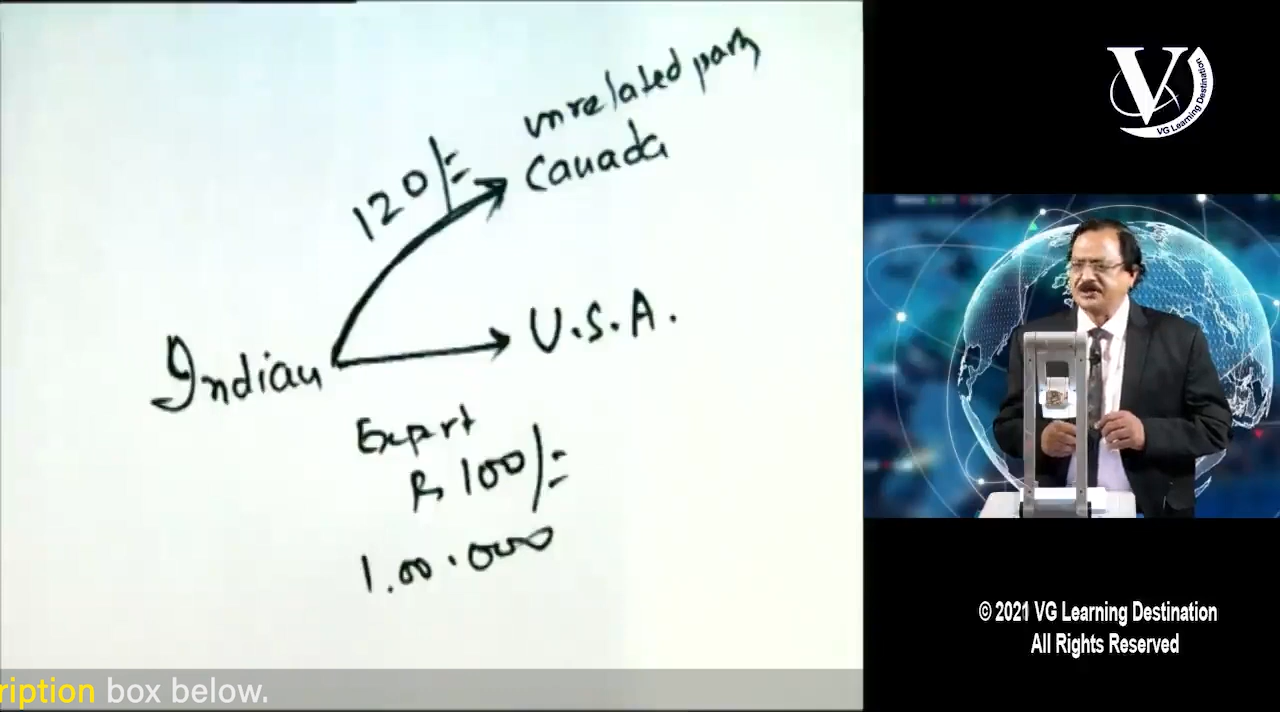 unrelated party
Canada
120/=
U.S.A.
Indian
Export
Rs 100/=
1.00.000
V
VG Learning Destination
© 2021 VG Learning Destination
All Rights Reserved
ription box below.